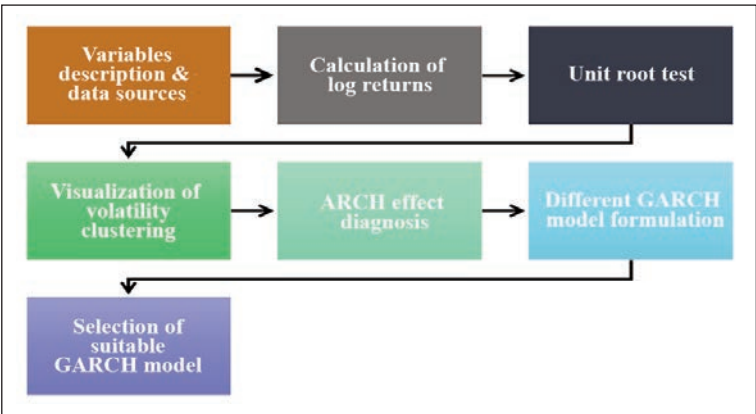 Variables
description &
data sources
Calculation of
log returns
Unit root test
Visualization of
volatility
clustering
ARCH effect
diagnosis
Different GARCH
model formulation
Selection of
suitable
GARCH model